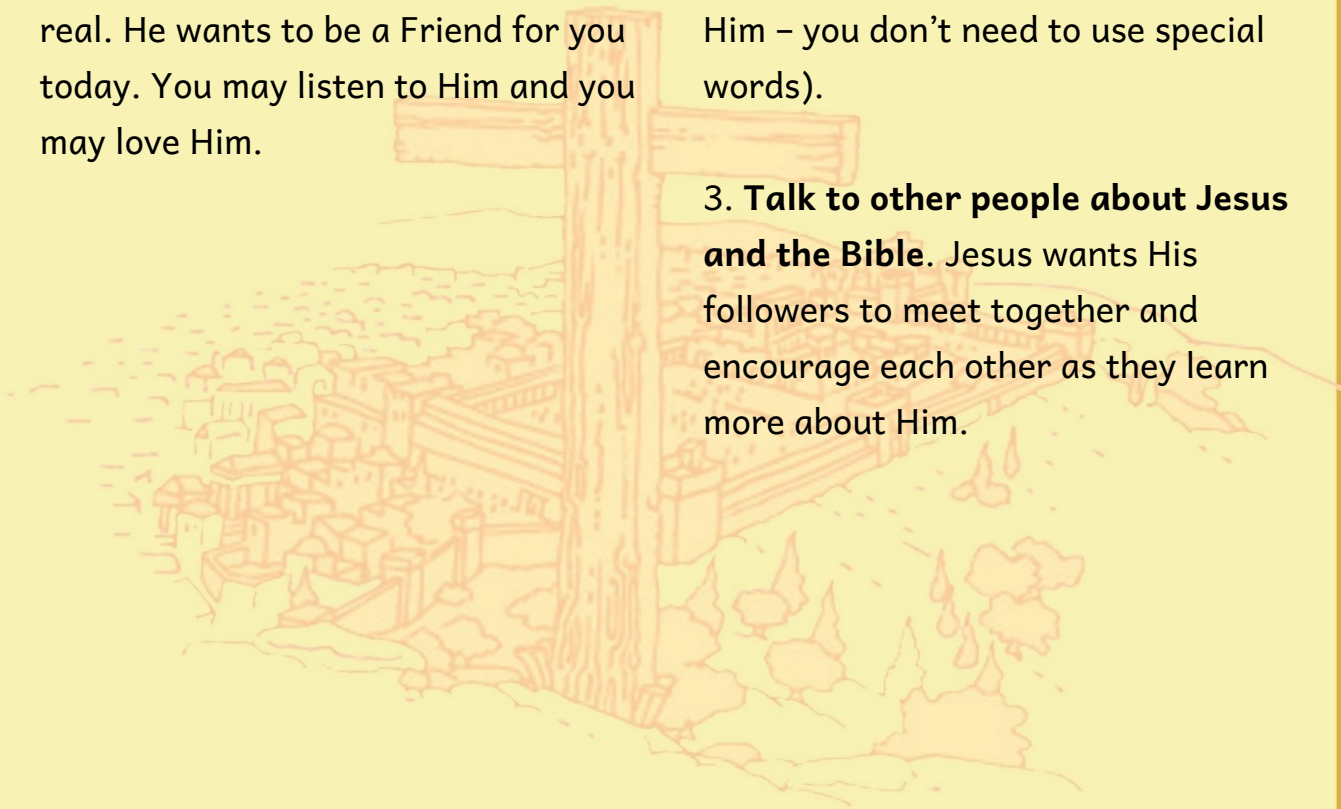 real. He wants to be a Friend for you
today. You may listen to Him and you
may love Him.
Him – you don’t need to use special
words).
3. Talk to other people about Jesus
and the Bible. Jesus wants His
followers to meet together and
encourage each other as they learn
more about Him.